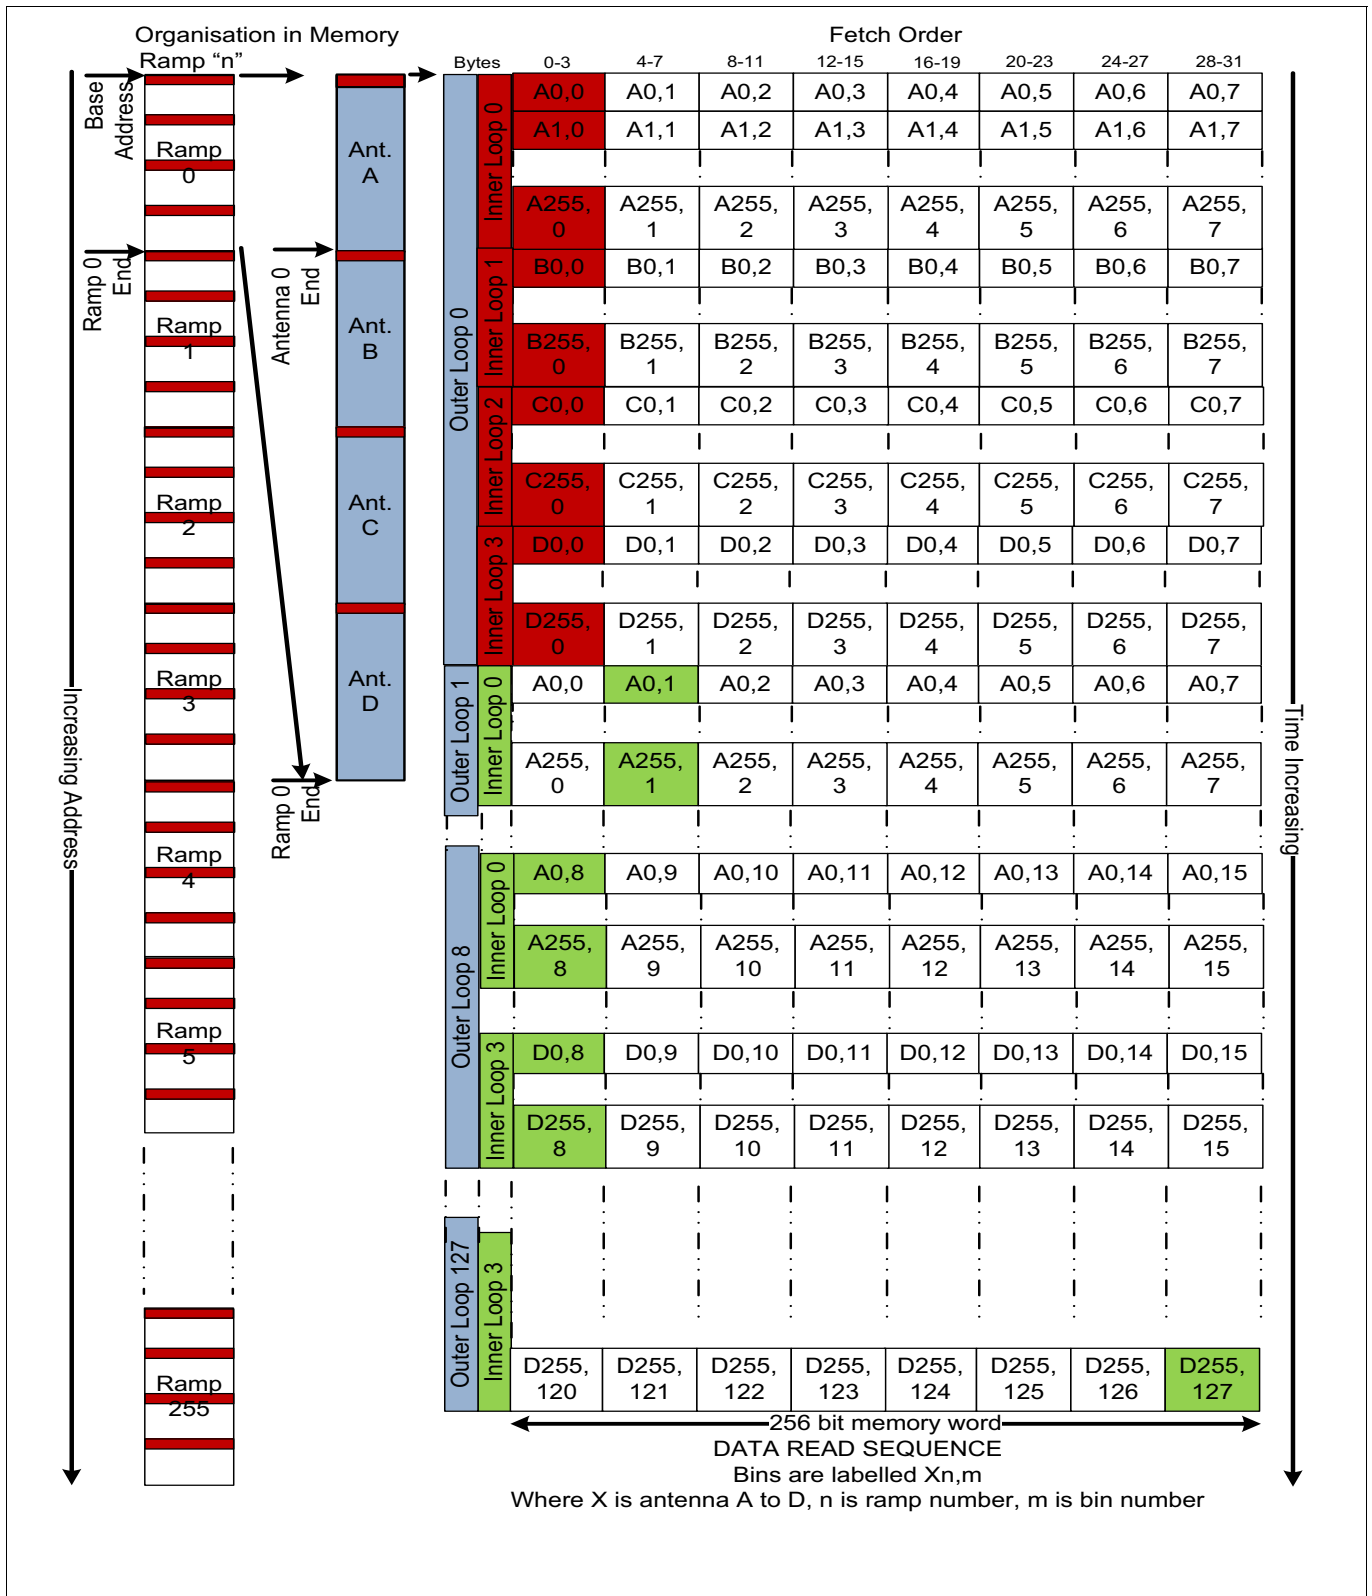 Organisation in Memory
Ramp “n”
Fetch Order
Bytes 0-3 4-7 8-11 12-15 16-19 20-23 24-27 28-31
Base
Address
Ramp
0
Ramp 0
End
Ramp
1
Ramp
2
Ramp
3
Ramp
4
Ramp
5
Ramp
255
Increasing Address
Ant.
A
Antenna 0
End
Ant.
B
Ant.
C
Ant.
D
Ramp 0
End
Outer Loop 0
Inner Loop 0
A0,0 A0,1 A0,2 A0,3 A0,4 A0,5 A0,6 A0,7
A1,0 A1,1 A1,2 A1,3 A1,4 A1,5 A1,6 A1,7
A255, A255, A255, A255, A255, A255, A255, A255,
0 1 2 3 4 5 6 7
Inner Loop 1
B0,0 B0,1 B0,2 B0,3 B0,4 B0,5 B0,6 B0,7
B255, B255, B255, B255, B255, B255, B255, B255,
0 1 2 3 4 5 6 7
Inner Loop 2
C0,0 C0,1 C0,2 C0,3 C0,4 C0,5 C0,6 C0,7
C255, C255, C255, C255, C255, C255, C255, C255,
0 1 2 3 4 5 6 7
Inner Loop 3
D0,0 D0,1 D0,2 D0,3 D0,4 D0,5 D0,6 D0,7
D255, D255, D255, D255, D255, D255, D255, D255,
0 1 2 3 4 5 6 7
Outer Loop 1
Inner Loop 0
A0,0 A0,1 A0,2 A0,3 A0,4 A0,5 A0,6 A0,7
A255, A255, A255, A255, A255, A255, A255, A255,
0 1 2 3 4 5 6 7
Outer Loop 8
Inner Loop 0
A0,8 A0,9 A0,10 A0,11 A0,12 A0,13 A0,14 A0,15
A255, A255, A255, A255, A255, A255, A255, A255,
8 9 10 11 12 13 14 15
Inner Loop 3
D0,8 D0,9 D0,10 D0,11 D0,12 D0,13 D0,14 D0,15
D255, D255, D255, D255, D255, D255, D255, D255,
8 9 10 11 12 13 14 15
Outer Loop 127
Inner Loop 3
D255, D255, D255, D255, D255, D255, D255, D255,
120 121 122 123 124 125 126 127
Time Increasing
256 bit memory word
DATA READ SEQUENCE
Bins are labelled Xn,m
Where X is antenna A to D, n is ramp number, m is bin number